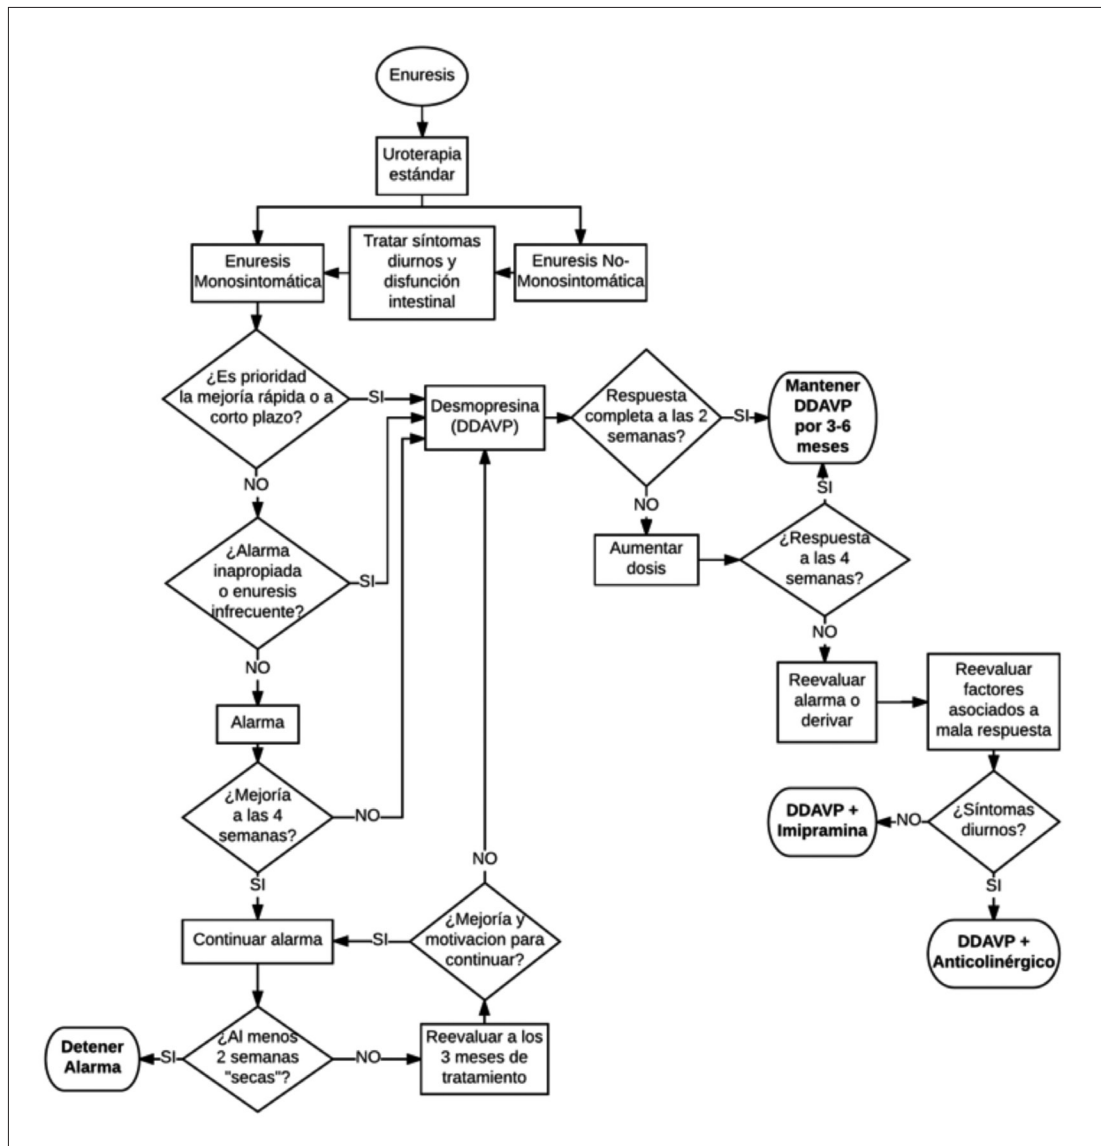 Enuresis
Uroterapia
estándar
Enuresis
Monosintomática
Tratar síntomas
diurnos y
disfunción
intestinal
Enuresis No-
Monosintomática
¿Es prioridad
la mejoría rápida o a
corto plazo?
SI
NO
Desmopresina
(DDAVP)
Respuesta
completa a las 2
semanas?
SI
NO
Mantener
DDAVP
por 3-6
meses
SI
¿Alarma
inapropiada
o enuresis
infrecuente?
SI
NO
Aumentar
dosis
¿Respuesta
a las 4
semanas?
NO
Alarma
Reevaluar
alarma o
derivar
Reevaluar
factores
asociados a
mala respuesta
¿Mejoría
a las 4
semanas?
NO
SI
DDAVP +
Imipramina
NO
¿Síntomas
diurnos?
SI
DDAVP +
Anticolinérgico
NO
Continuar alarma
SI
¿Mejoría y
motivacion para
continuar?
Detener
Alarma
SI
¿Al menos
2 semanas
"secas"?
NO
Reevaluar a los
3 meses de
tratamiento